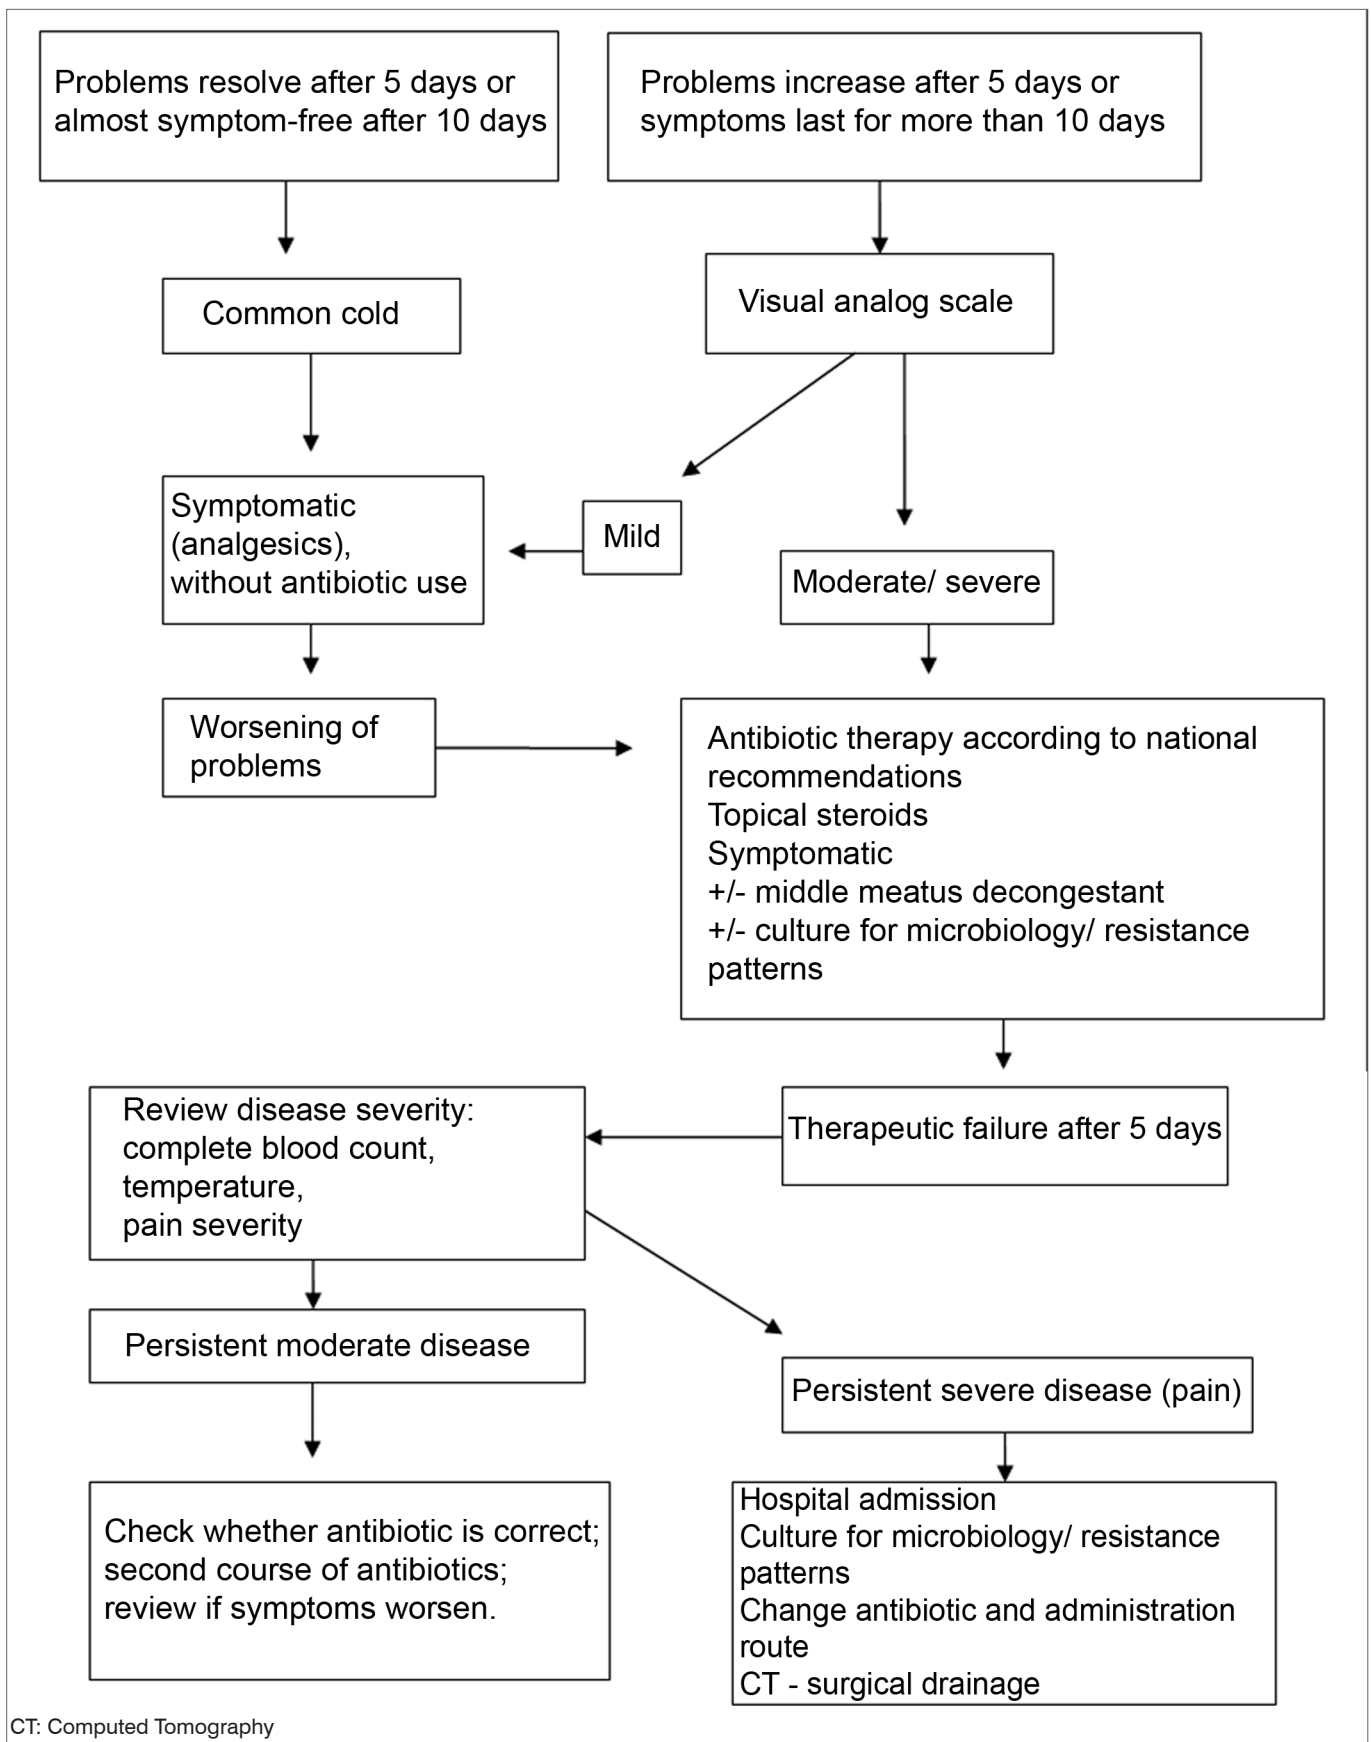 Problems resolve after 5 days or
almost symptom-free after 10 days
Problems increase after 5 days or
symptoms last for more than 10 days
Common cold
Visual analog scale
Symptomatic
(analgesics),
without antibiotic use
Mild
Moderate/ severe
Worsening of
problems
Antibiotic therapy according to national
recommendations
Topical steroids
Symptomatic
+/- middle meatus decongestant
+/- culture for microbiology/ resistance
patterns
Review disease severity:
complete blood count,
temperature,
pain severity
Therapeutic failure after 5 days
Persistent moderate disease
Persistent severe disease (pain)
Check whether antibiotic is correct;
second course of antibiotics;
review if symptoms worsen.
Hospital admission
Culture for microbiology/ resistance
patterns
Change antibiotic and administration
route
CT - surgical drainage
CT: Computed Tomography